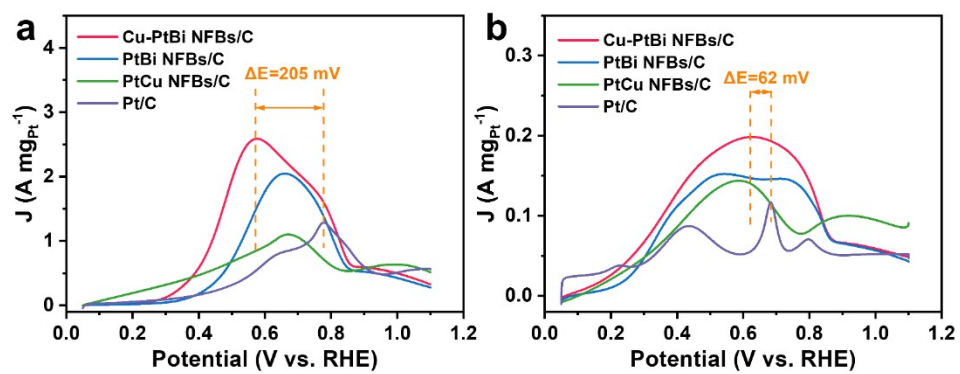 a
Cu-PtBi NFBs/C
PtBi NFBs/C
PtCu NFBs/C
Pt/C
ΔE=205 mV
J (A mgPt-1)
4
3
2
1
0
0.0 0.2 0.4 0.6 0.8 1.0 1.2
Potential (V vs. RHE)
b
Cu-PtBi NFBs/C
PtBi NFBs/C
PtCu NFBs/C
Pt/C
ΔE=62 mV
J (A mgPt-1)
0.3
0.2
0.1
0.0
0.0 0.2 0.4 0.6 0.8 1.0 1.2
Potential (V vs. RHE)